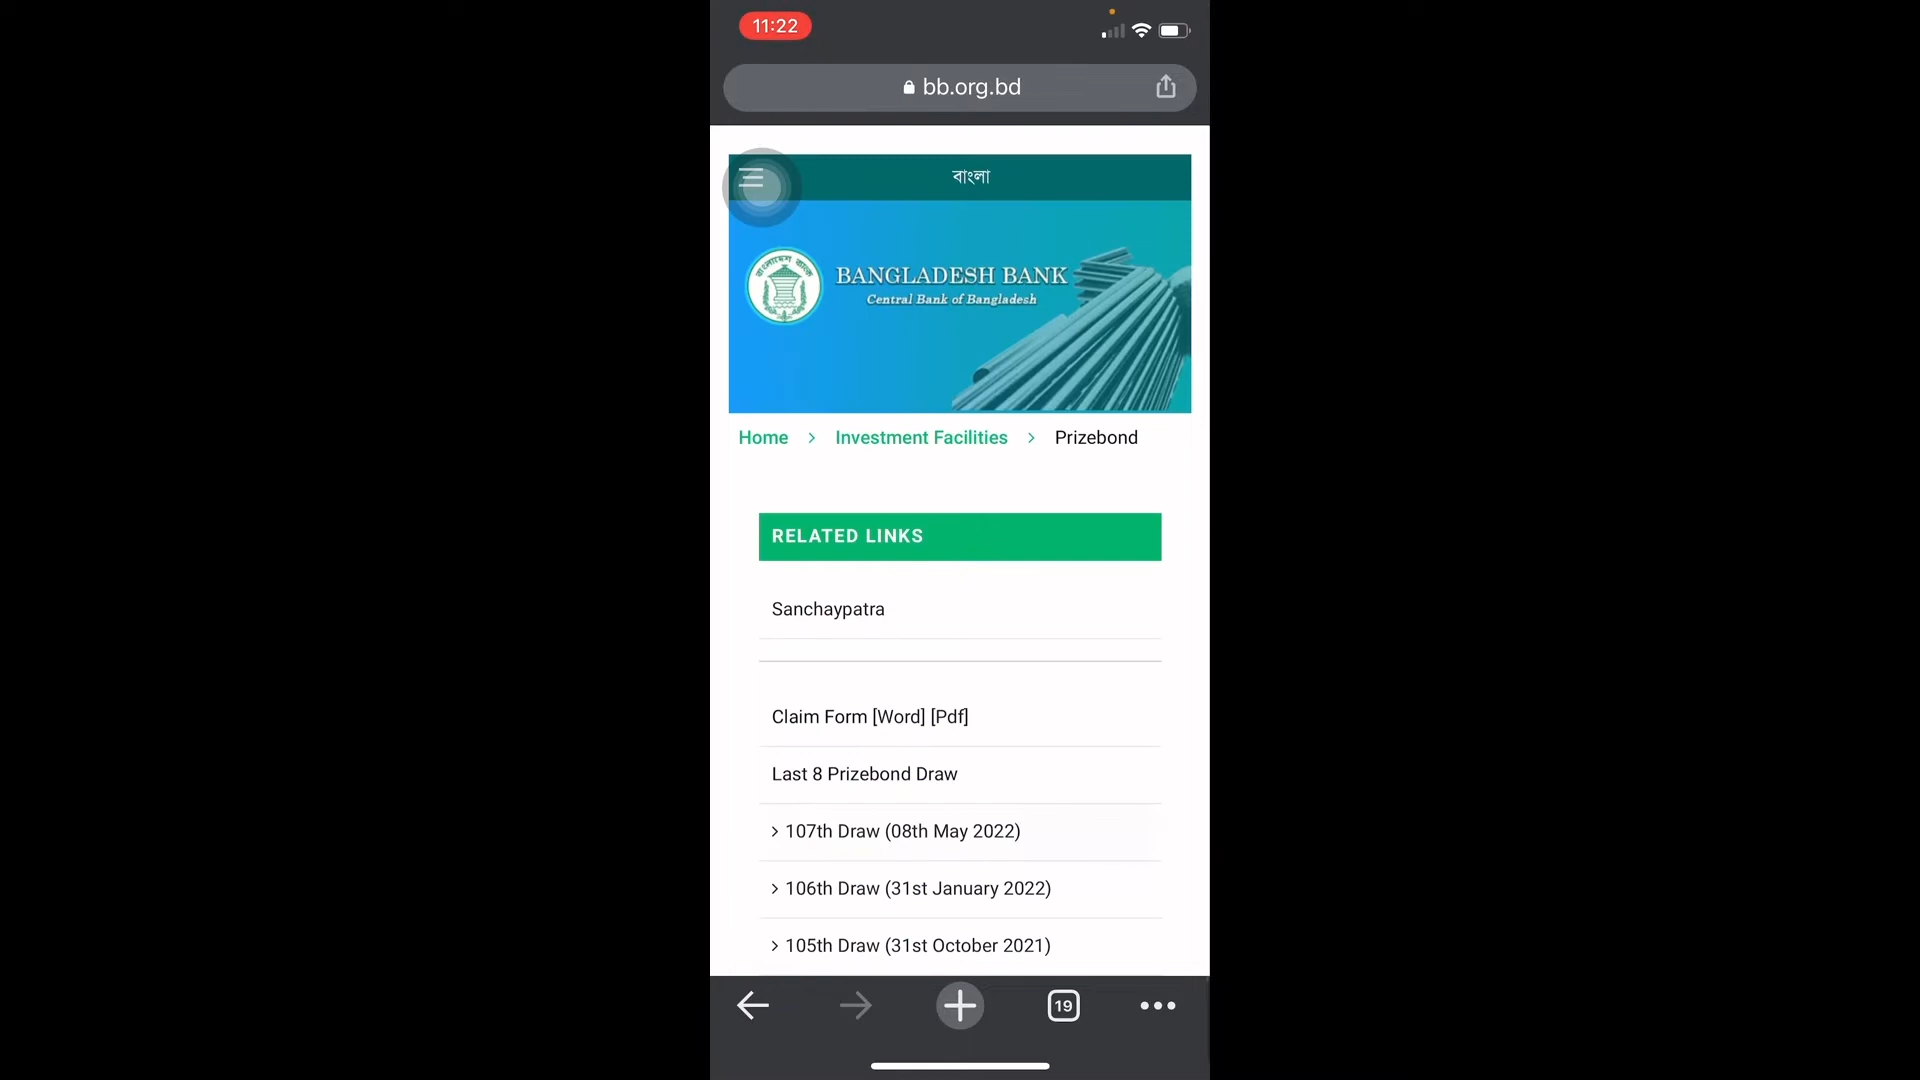 11:22
bb.org.bd
বাংলা
BANGLADESH BANK
Central Bank of Bangladesh
Home > Investment Facilities > Prizebond
RELATED LINKS
Sanchaypatra
Claim Form [Word] [Pdf]
Last 8 Prizebond Draw
> 107th Draw (08th May 2022)
> 106th Draw (31st January 2022)
> 105th Draw (31st October 2021)
19